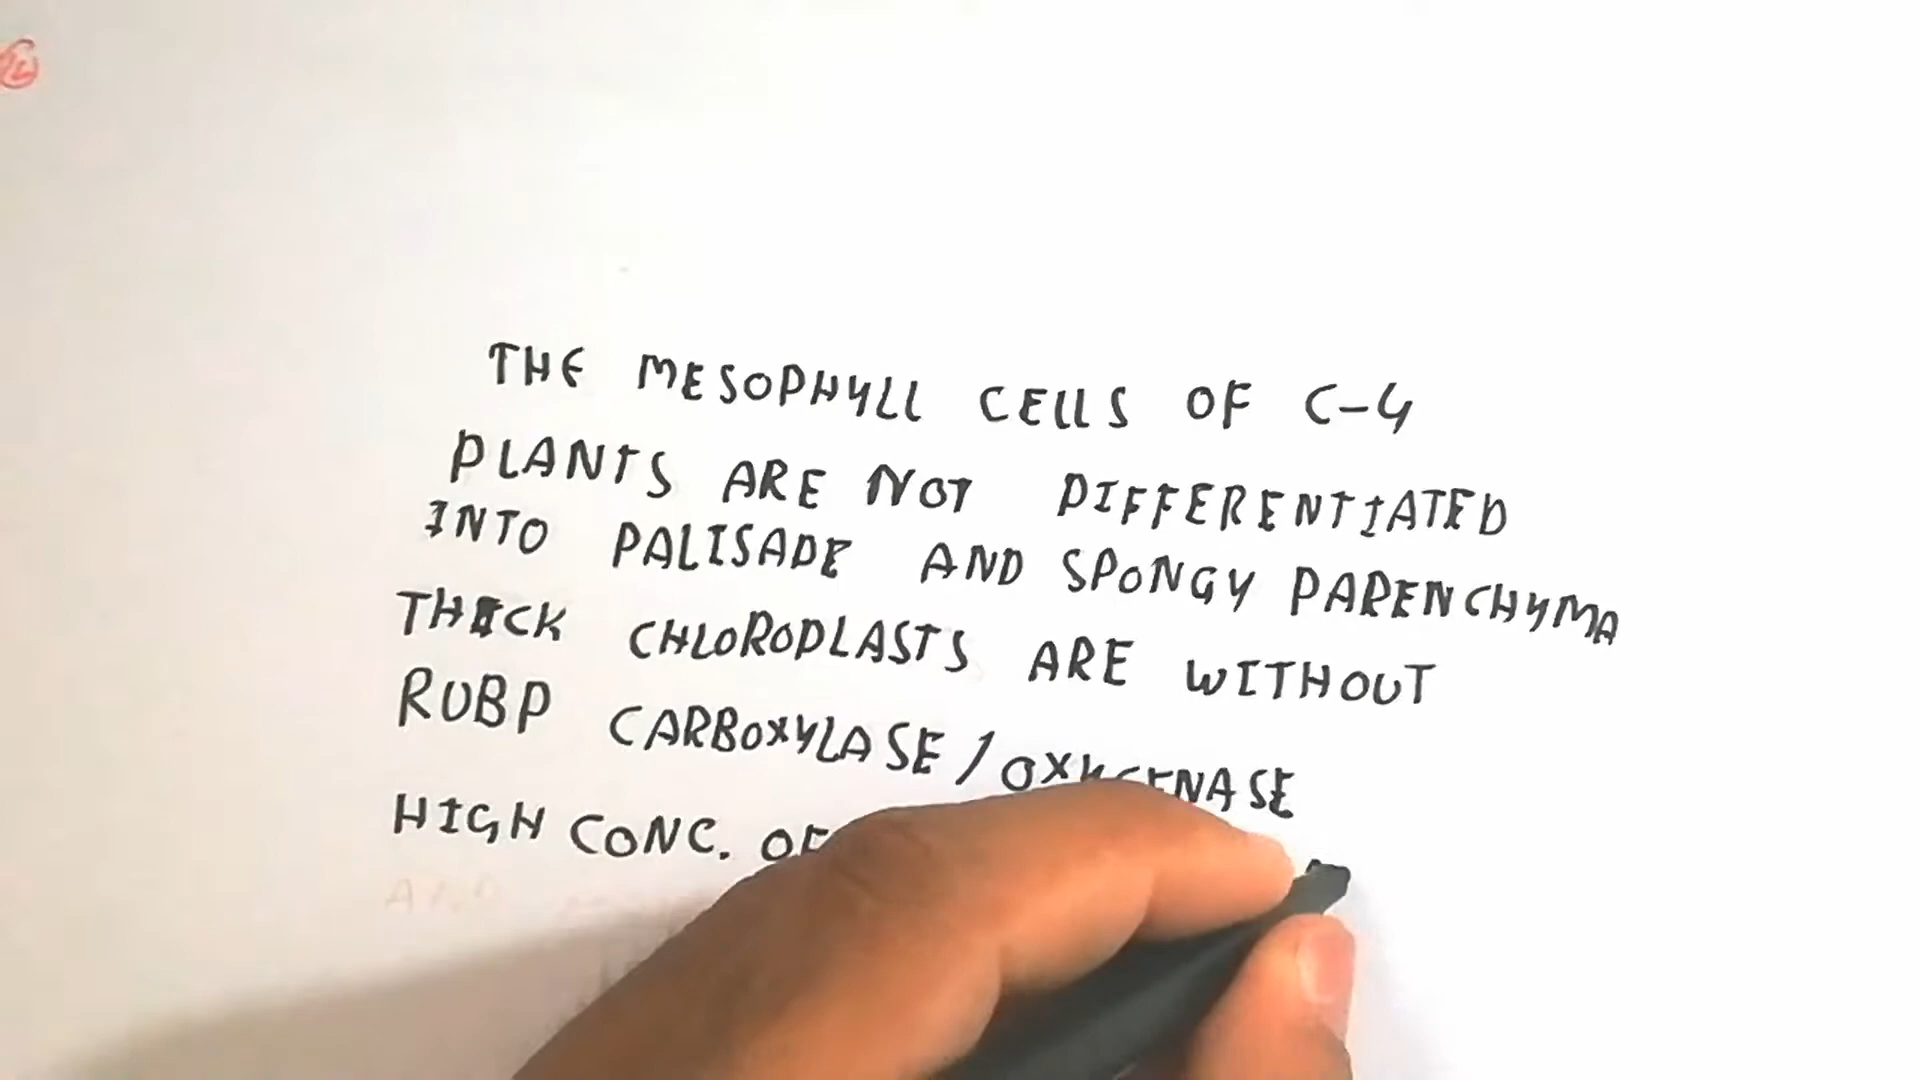 THE MESOPHYLL CELLS OF C-4
PLANTS ARE NOT DIFFERENTIATED
INTO PALISADE AND SPONGY PARENCHYMA
THICK CHLOROPLASTS ARE WITHOUT
RUBP CARBOXYLASE / OXYGENASE
HIGH CONC. OF